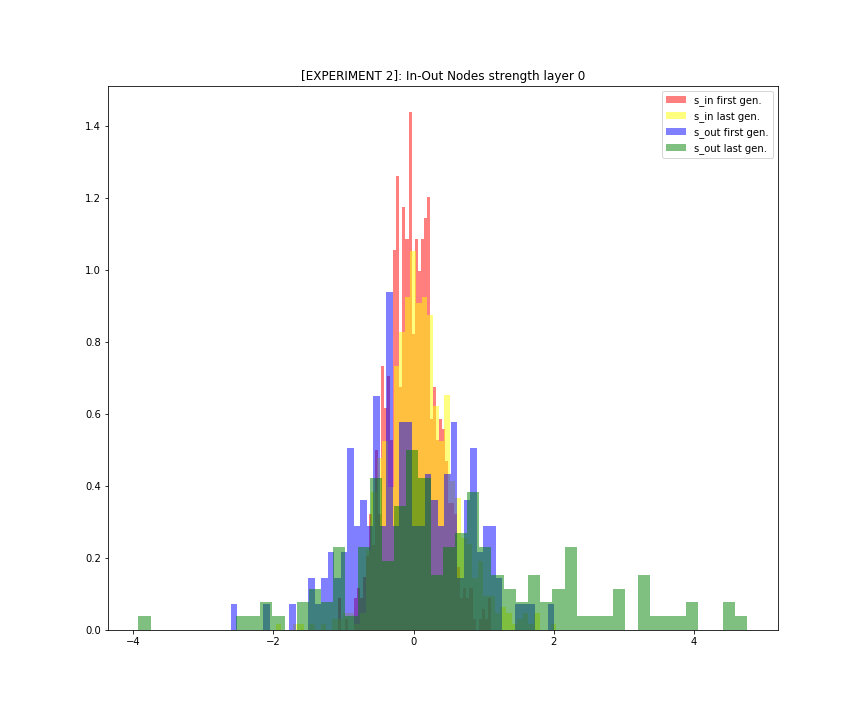 [EXPERIMENT 2]: In-Out Nodes strength layer 0
s_in first gen.
s_in last gen.
s_out first gen.
s_out last gen.
1.4
1.2
1.0
0.8
0.6
0.4
0.2
0.0
−4 −2 0 2 4